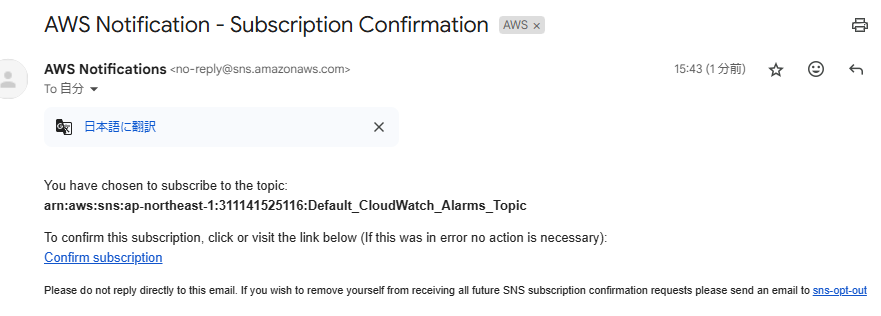 AWS Notification - Subscription Confirmation AWS ×
AWS Notifications <no-reply@sns.amazonaws.com> 15:43 (1 分前)
To 自分
日本語に翻訳
You have chosen to subscribe to the topic:
arn:aws:sns:ap-northeast-1:311141525116:Default_CloudWatch_Alarms_Topic
To confirm this subscription, click or visit the link below (If this was in error no action is necessary):
Confirm subscription
Please do not reply directly to this email. If you wish to remove yourself from receiving all future SNS subscription confirmation requests please send an email to sns-opt-out